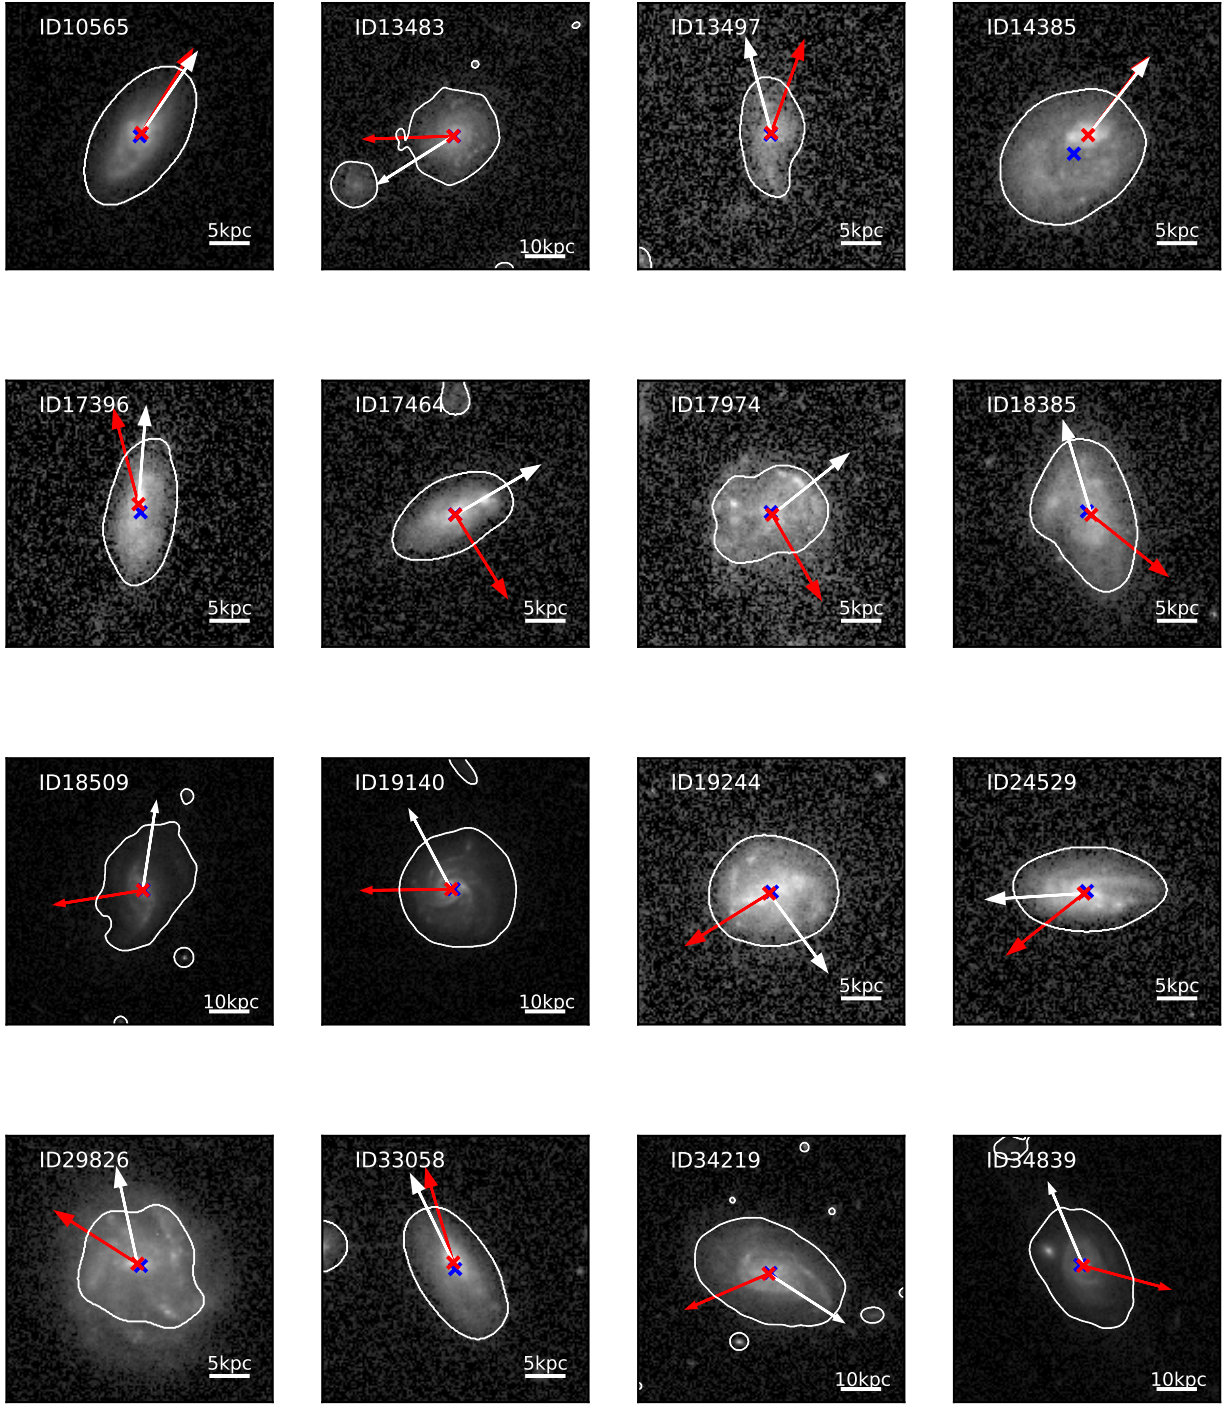 ID10565
ID13483
ID13497
ID14385
5kpc
10kpc
5kpc
5kpc
ID17396
ID17464
ID17974
ID18385
5kpc
5kpc
5kpc
5kpc
ID18509
ID19140
ID19244
ID24529
10kpc
10kpc
5kpc
5kpc
ID29826
ID33058
ID34219
ID34839
5kpc
5kpc
10kpc
10kpc